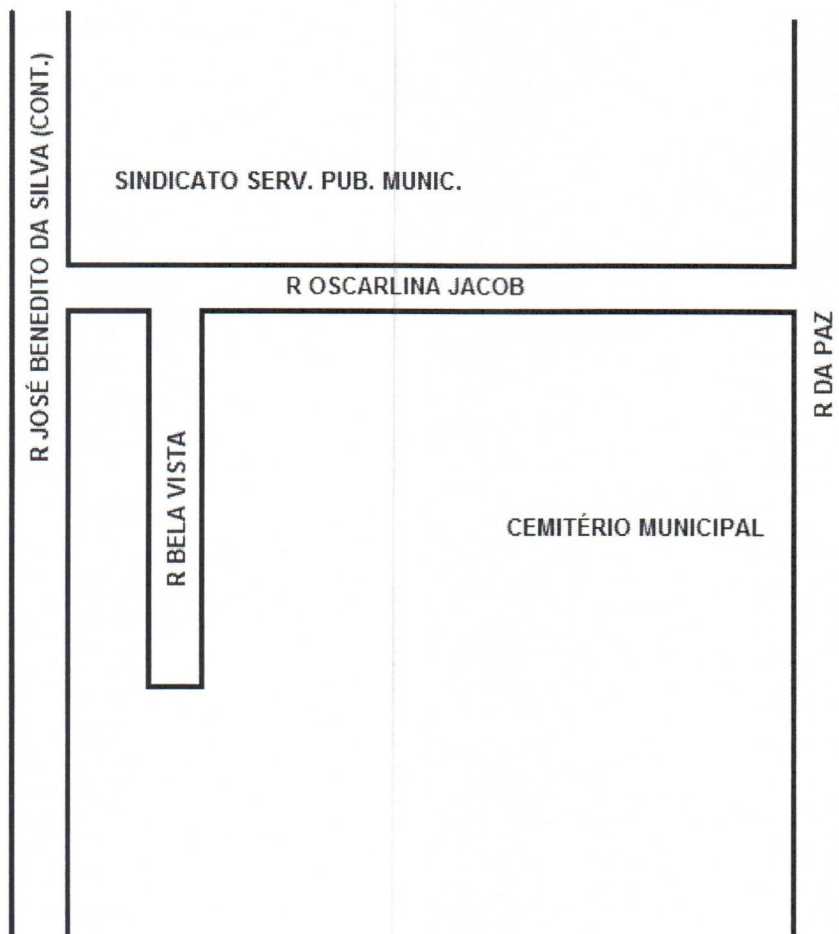 R JOSÉ BENEDITO DA SILVA (CONT.)
SINDICATO SERV. PUB. MUNIC.
R OSCARLINA JACOB
R DA PAZ
R BELA VISTA
CEMITÉRIO MUNICIPAL